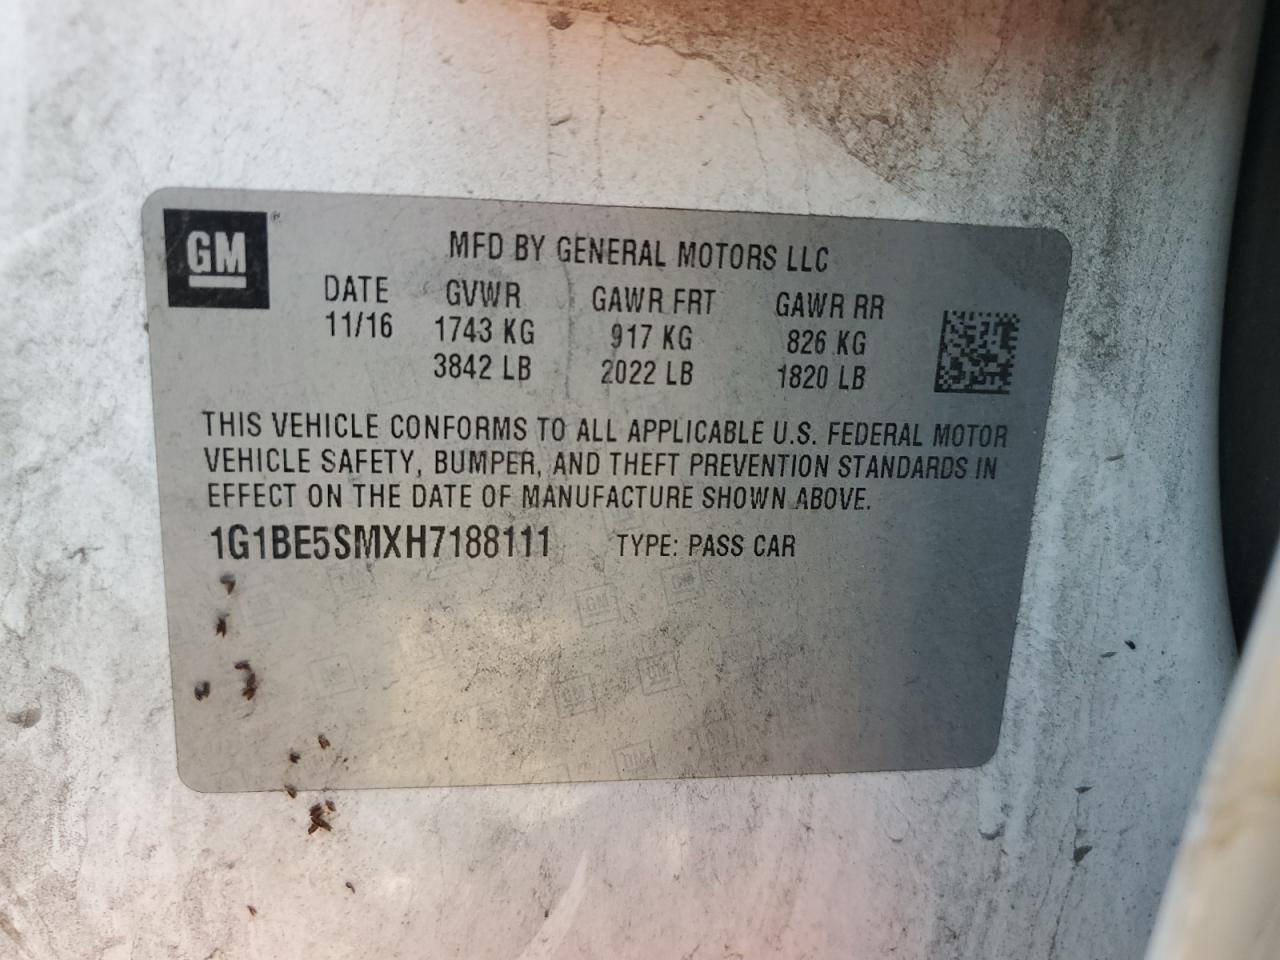 GM
MFD BY GENERAL MOTORS LLC
DATE GVWR GAWR FRT GAWR RR
11/16 1743 KG 917 KG 826 KG
3842 LB 2022 LB 1820 LB
THIS VEHICLE CONFORMS TO ALL APPLICABLE U.S. FEDERAL MOTOR
VEHICLE SAFETY, BUMPER, AND THEFT PREVENTION STANDARDS IN
EFFECT ON THE DATE OF MANUFACTURE SHOWN ABOVE.
1G1BE5SMXH7188111 TYPE: PASS CAR